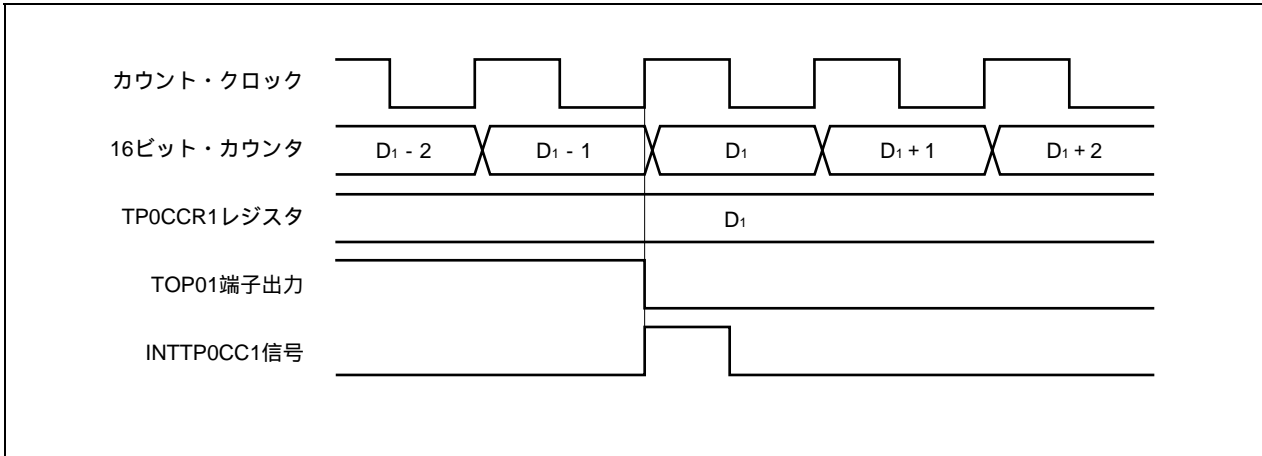 カウント・クロック
16ビット・カウンタ D1 - 2 D1 - 1 D1 D1 + 1 D1 + 2
TP0CCR1レジスタ D1
TOP01端子出力
INTTP0CC1信号